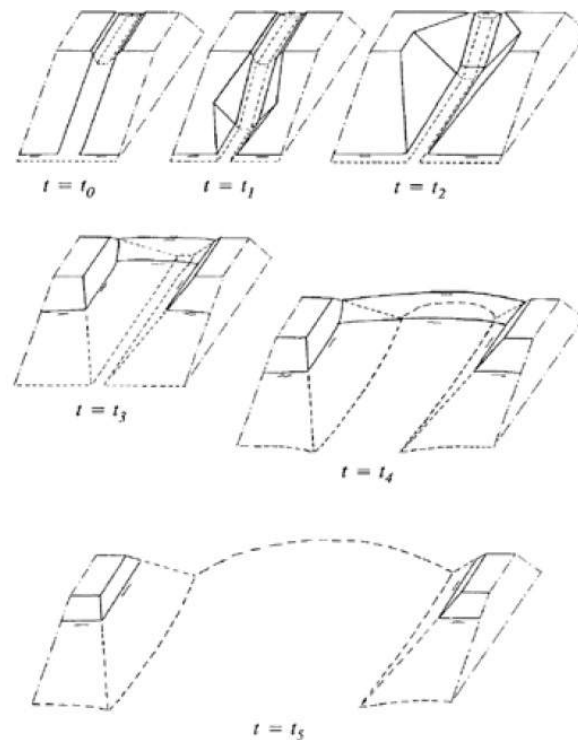 t = t₀
t = t₁
t = t₂
t = t₃
t = t₄
t = t₅